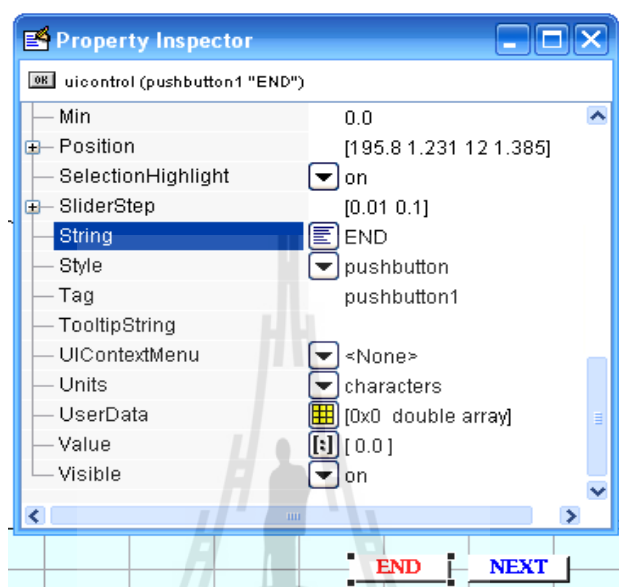 Property Inspector
OK uicontrol (pushbutton1 "END")
Min 0.0
Position [195.8 1.231 12 1.385]
SelectionHighlight on
SliderStep [0.01 0.1]
String END
Style pushbutton
Tag pushbutton1
TooltipString
UIContextMenu <None>
Units characters
UserData [0x0 double array]
Value [ 0.0 ]
Visible on
END NEXT